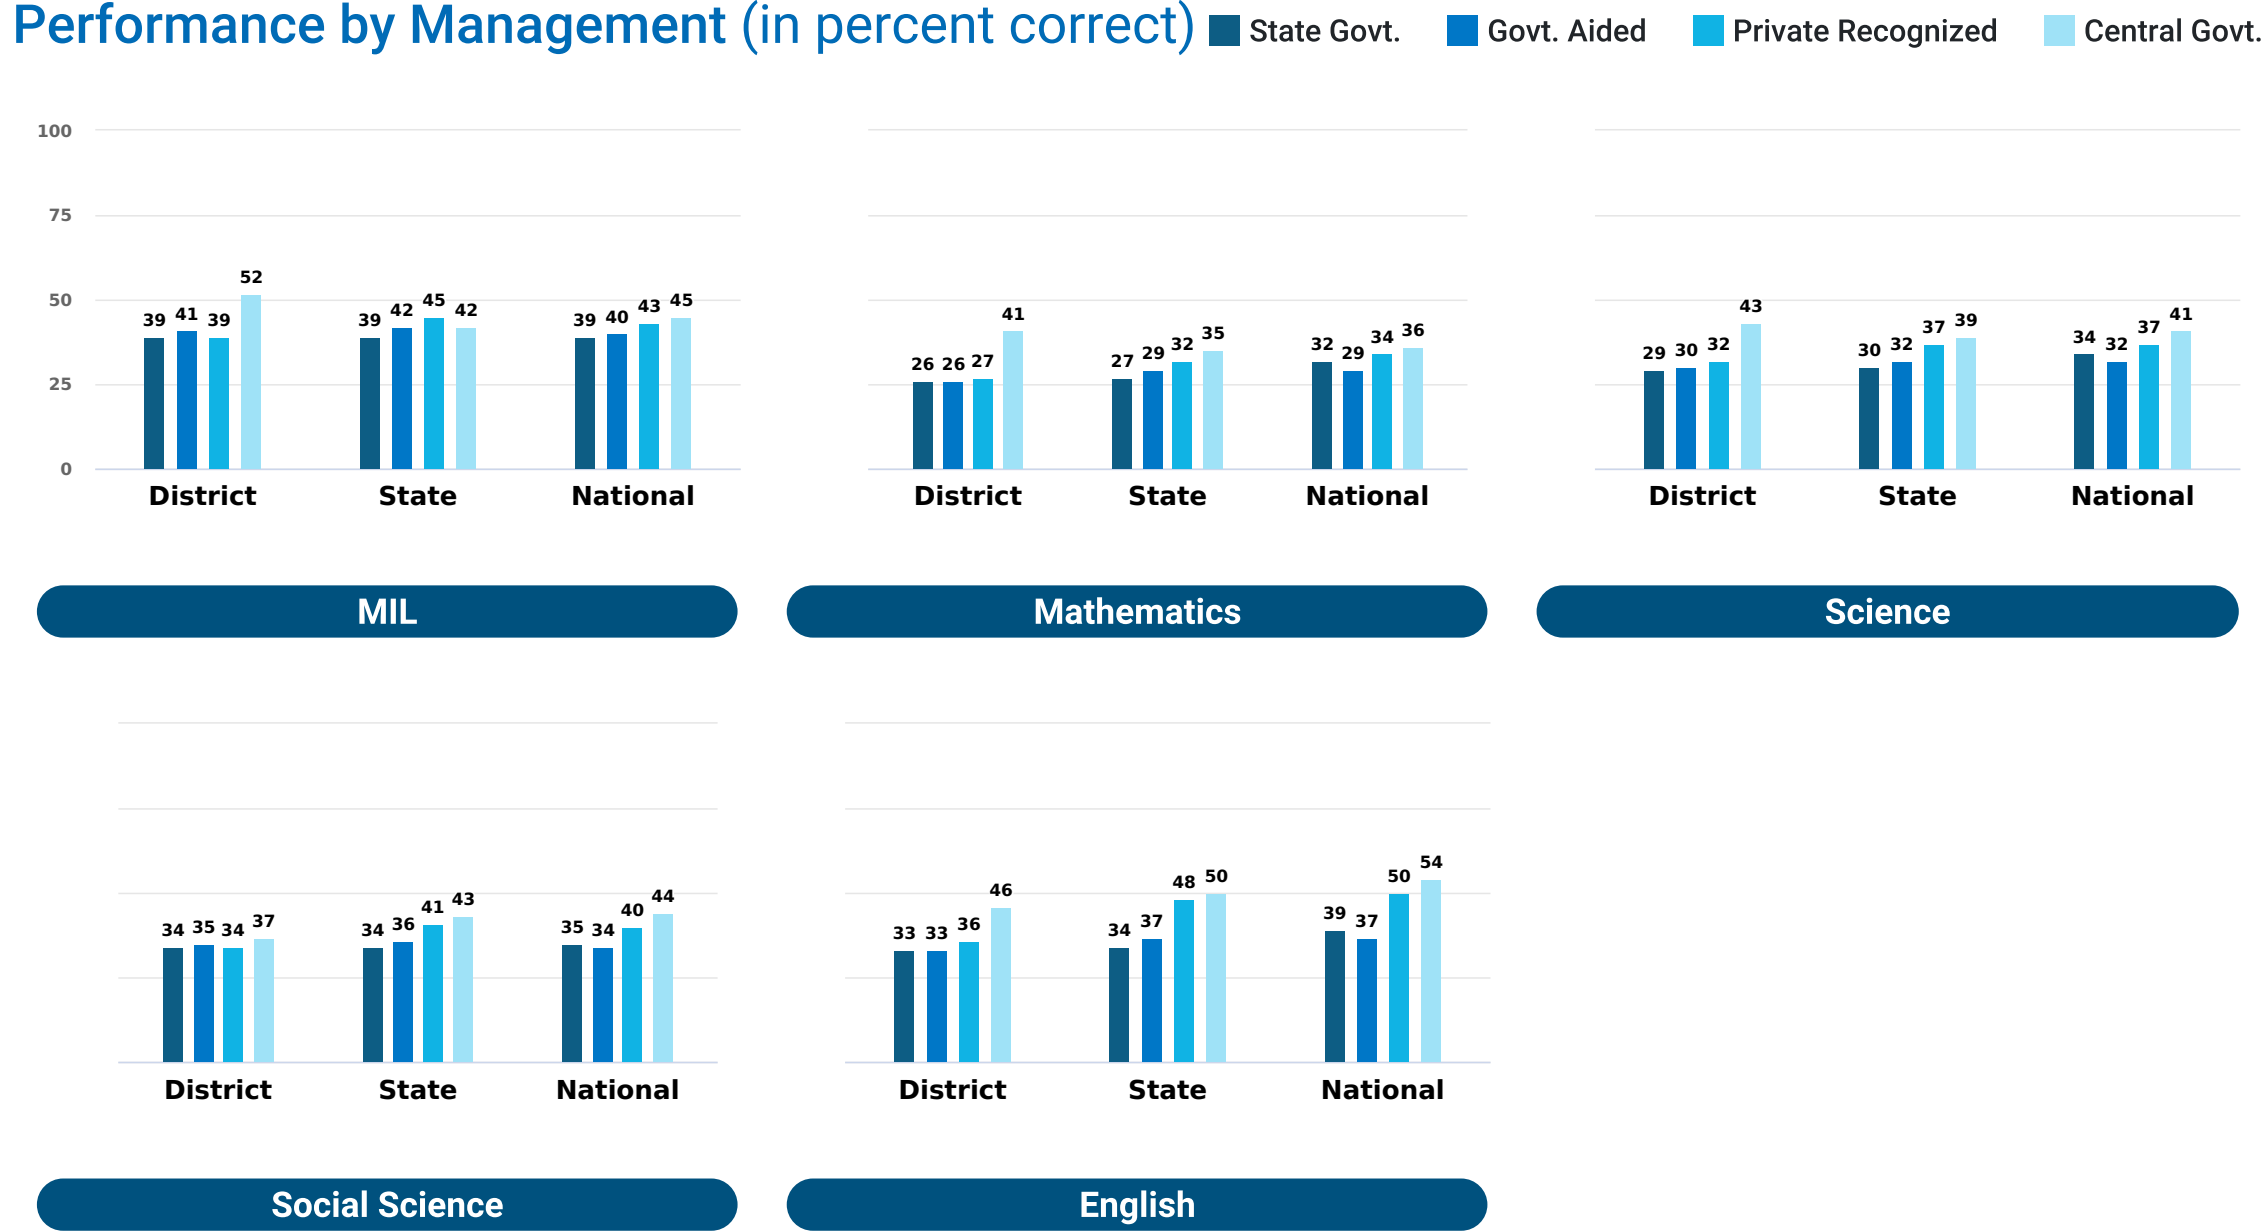 Performance by Management (in percent correct)
State Govt. Govt. Aided Private Recognized Central Govt.
100
75
50
25
0
39 41 39 52 39 42 45 42 39 40 43 45
District State National
MIL
26 26 27 41 27 29 32 35 32 29 34 36
District State National
Mathematics
29 30 32 43 30 32 37 39 34 32 37 41
District State National
Science
34 35 34 37 34 36 41 43 35 34 40 44
District State National
Social Science
33 33 36 46 34 37 48 50 39 37 50 54
District State National
English